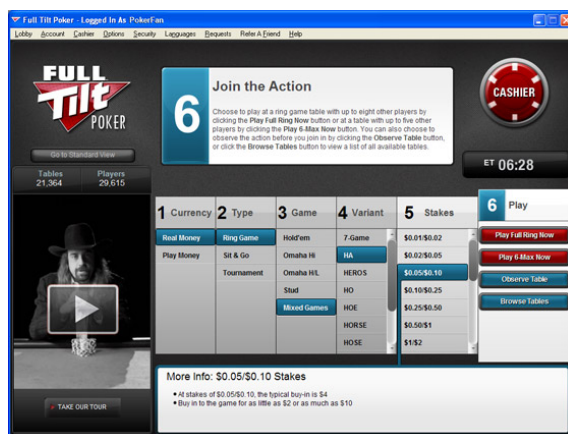 Full Tilt Poker - Logged In As PokerFan
Lobby Account Cashier Options Security Languages Requests Refer A Friend Help
FULL
Tilt
POKER
Go to Standard View
Tables Players
21,364 29,615
6
Join the Action
Choose to play at a ring game table with up to eight other players by
clicking the Play Full Ring Now button or at a table with up to five other
players by clicking the Play 6-Max Now button. You can also choose to
observe the action before you join in by clicking the Observe Table button,
or click the Browse Tables button to view a list of all available tables.
CASHIER
ET 06:28
1 Currency 2 Type 3 Game 4 Variant 5 Stakes 6 Play
Real Money Ring Game Hold'em 7-Game $0.01/$0.02 Play Full Ring Now
Play Money Sit & Go Omaha Hi HA $0.02/$0.05 Play 6-Max Now
Tournament Omaha H/L HEROS $0.05/$0.10 Observe Table
Stud HO $0.10/$0.25 Browse Tables
Mixed Games HOE $0.25/$0.50
HORSE $0.50/$1
HOSE $1/$2
More Info: $0.05/$0.10 Stakes
• At stakes of $0.05/$0.10, the typical buy-in is $4
• Buy in to the game for as little as $2 or as much as $10
TAKE OUR TOUR